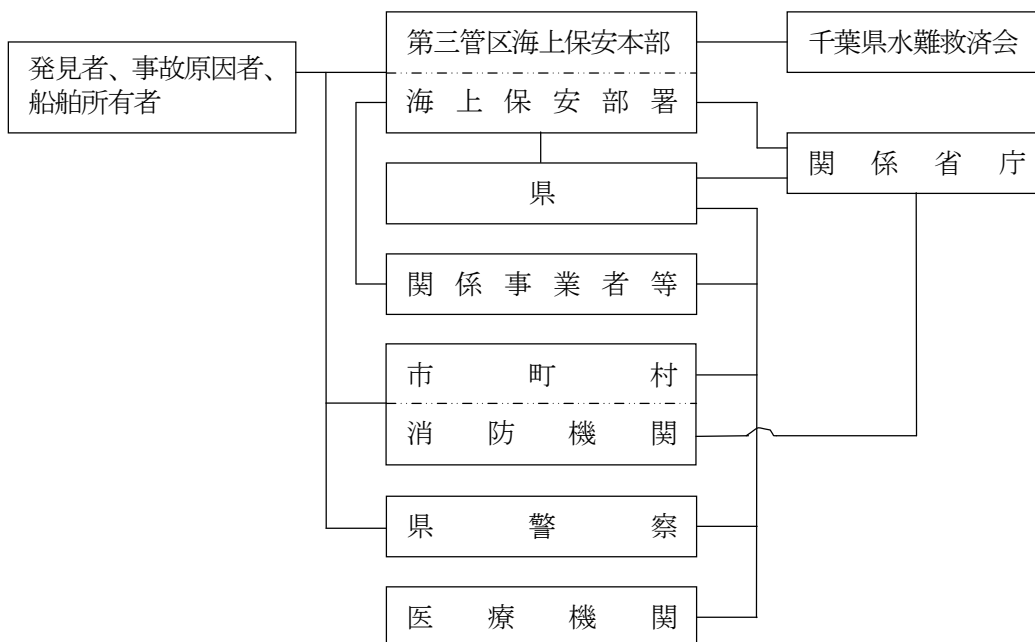 発見者、事故原因者、
船舶所有者
第三管区海上保安本部
海上保安部署
千葉県水難救済会
関係省庁
県
関係事業者等
市町村
消防機関
県警察
医療機関